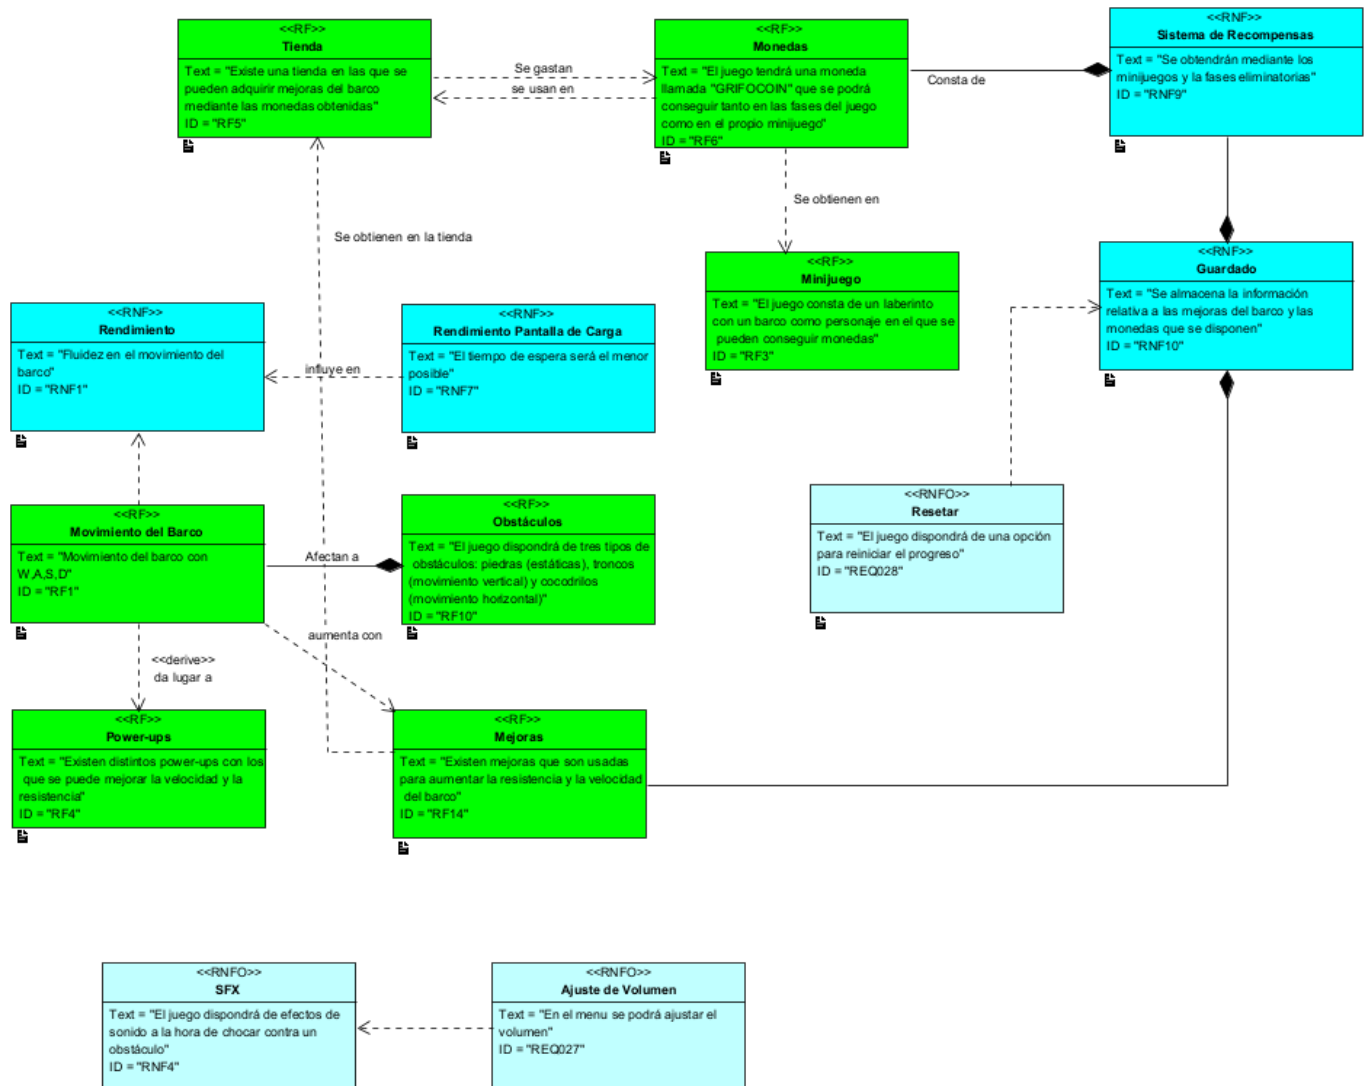 <<RF>>
Tienda
Text = "Existe una tienda en las que se
pueden adquirir mejoras del barco
mediante las monedas obtenidas"
ID = "RF5"
Se gastan
se usan en
<<RF>>
Monedas
Text = "El juego tendrá una moneda
llamada "GRIFOCOIN" que se podrá
conseguir tanto en las fases del juego
como en el propio minijuego"
ID = "RF6"
Consta de
<<RNF>>
Sistema de Recompensas
Text = "Se obtendrán mediante los
minijuegos y la fases eliminatorias"
ID = "RNF9"
Se obtienen en
Se obtienen en la tienda
<<RF>>
Minijuego
Text = "El juego consta de un laberinto
con un barco como personaje en el que se
pueden conseguir monedas"
ID = "RF3"
<<RNF>>
Guardado
Text = "Se almacena la información
relativa a las mejoras del barco y las
monedas que se disponen"
ID = "RNF10"
<<RNF>>
Rendimiento
Text = "Fluidez en el movimiento del
barco"
ID = "RNF1"
influye en
<<RNF>>
Rendimiento Pantalla de Carga
Text = "El tiempo de espera será el menor
posible"
ID = "RNF7"
<<RF>>
Movimiento del Barco
Text = "Movimiento del barco con
W,A,S,D"
ID = "RF1"
Afectan a
<<RF>>
Obstáculos
Text = "El juego dispondrá de tres tipos de
obstáculos: piedras (estáticas), troncos
(movimiento vertical) y cocodrilos
(movimiento horizontal)"
ID = "RF10"
<<RNFO>>
Resetar
Text = "El juego dispondrá de una opción
para reiniciar el progreso"
ID = "REQ028"
aumenta con
<<derive>>
da lugar a
<<RF>>
Power-ups
Text = "Existen distintos power-ups con los
que se puede mejorar la velocidad y la
resistencia"
ID = "RF4"
<<RF>>
Mejoras
Text = "Existen mejoras que son usadas
para aumentar la resistencia y la velocidad
del barco"
ID = "RF14"
<<RNFO>>
SFX
Text = "El juego dispondrá de efectos de
sonido a la hora de chocar contra un
obstáculo"
ID = "RNF4"
<<RNFO>>
Ajuste de Volumen
Text = "En el menu se podrá ajustar el
volumen"
ID = "REQ027"